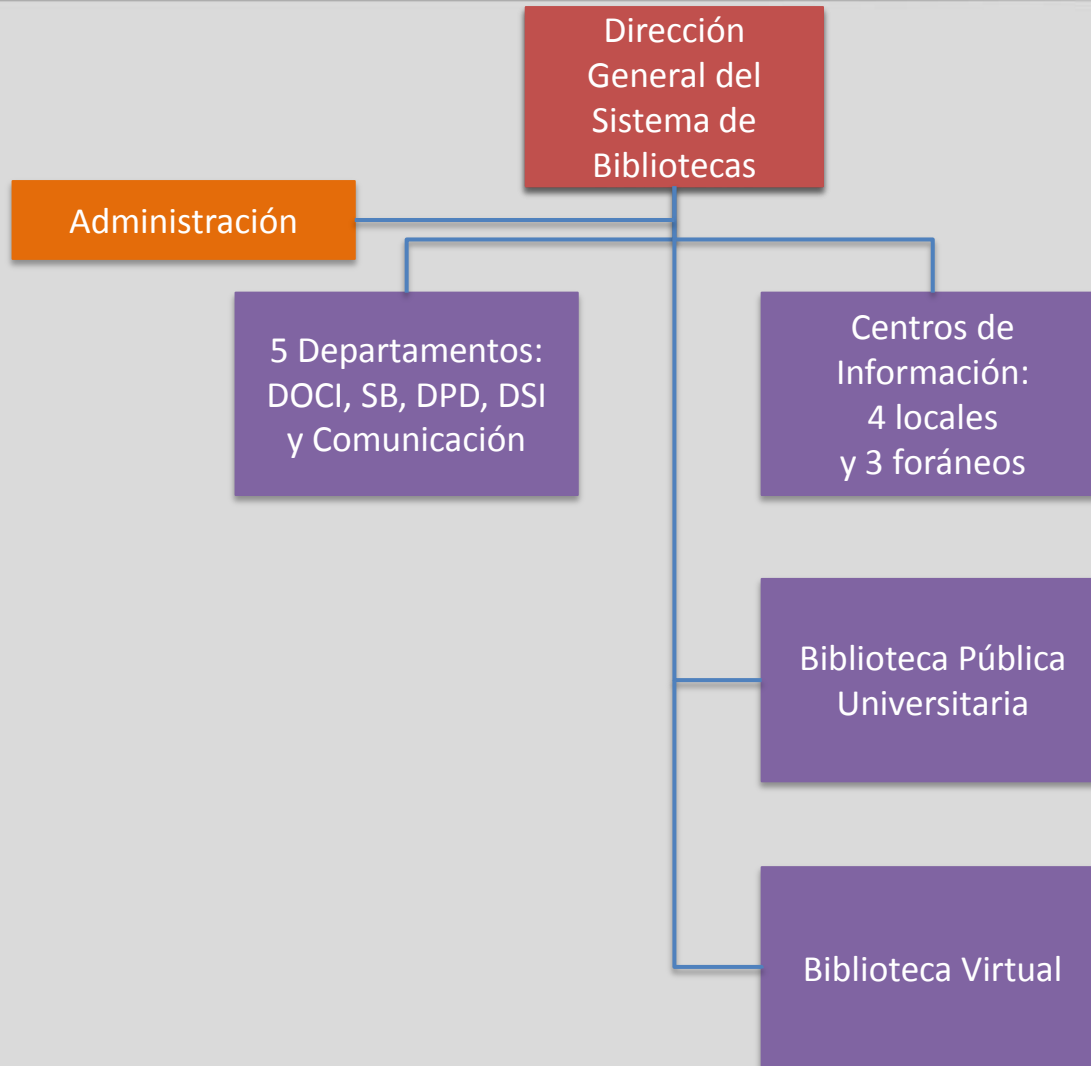 Dirección
General del
Sistema de
Bibliotecas
Administración
5 Departamentos:
DOCI, SB, DPD, DSI
y Comunicación
Centros de
Información:
4 locales
y 3 foráneos
Biblioteca Pública
Universitaria
Biblioteca Virtual